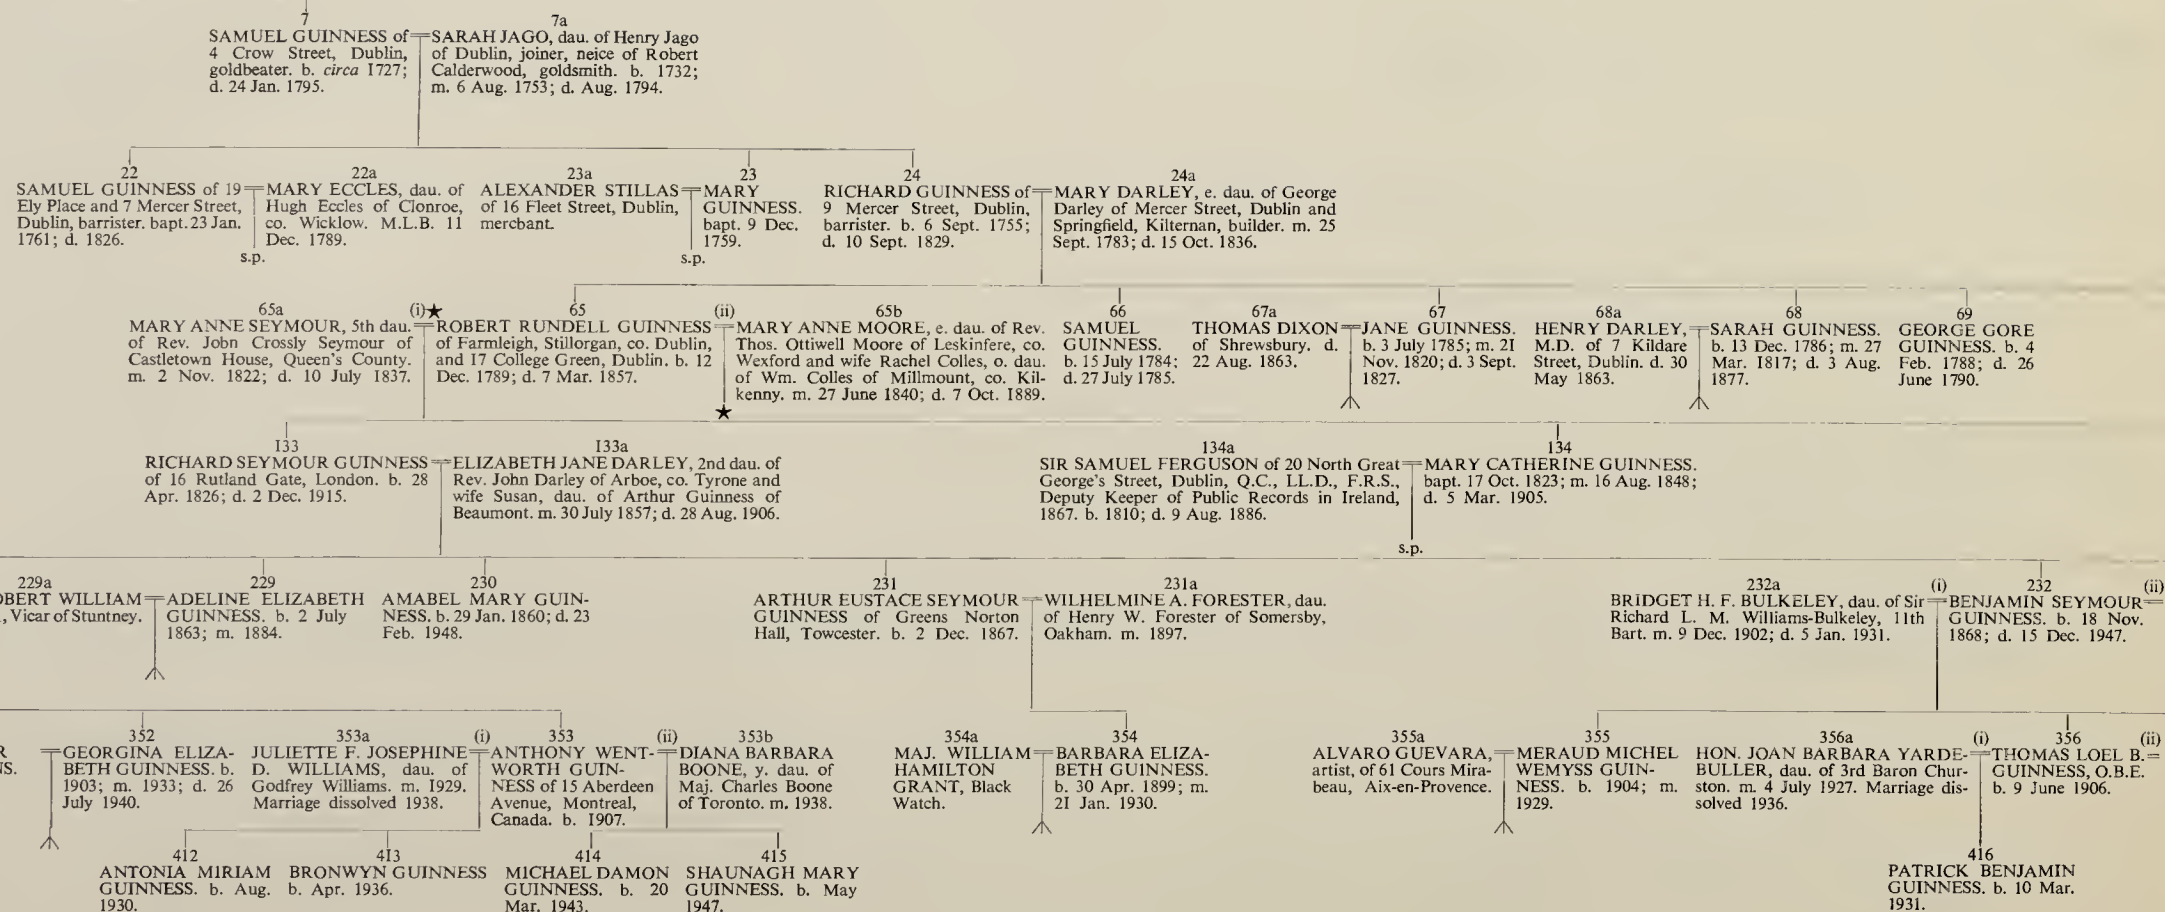 7
SAMUEL GUINNESS of
4 Crow Street, Dublin,
goldbeater. b. circa 1727;
d. 24 Jan. 1795.
7a
SARAH JAGO, dau. of Henry Jago
of Dublin, joiner, neice of Robert
Calderwood, goldsmith. b. 1732;
m. 6 Aug. 1753; d. Aug. 1794.
22
SAMUEL GUINNESS of 19
Ely Place and 7 Mercer Street,
Dublin, barrister. bapt. 23 Jan.
1761; d. 1826.
22a
MARY ECCLES, dau. of
Hugh Eccles of Clonroe,
co. Wicklow. M.L.B. 11
Dec. 1789.
s.p.
23a
ALEXANDER STILLAS
of 16 Fleet Street, Dublin,
merchant.
23
MARY
GUINNESS.
bapt. 9 Dec.
1759.
s.p.
24
RICHARD GUINNESS of
9 Mercer Street, Dublin,
barrister. b. 6 Sept. 1755;
d. 10 Sept. 1829.
24a
MARY DARLEY, e. dau. of George
Darley of Mercer Street, Dublin and
Springfield, Kilternan, builder. m. 25
Sept. 1783; d. 15 Oct. 1836.
65a
MARY ANNE SEYMOUR, 5th dau.
of Rev. John Crossly Seymour of
Castletown House, Queen's County.
m. 2 Nov. 1822; d. 10 July 1837.
(i)★
65
ROBERT RUNDELL GUINNESS
of Farmleigh, Stillorgan, co. Dublin,
and 17 College Green, Dublin. b. 12
Dec. 1789; d. 7 Mar. 1857.
(ii)
65b
MARY ANNE MOORE, e. dau. of Rev.
Thos. Ottiwell Moore of Leskinfere, co.
Wexford and wife Rachel Colles, o. dau.
of Wm. Colles of Millmount, co. Kil-
kenny. m. 27 June 1840; d. 7 Oct. 1889.
★
66
SAMUEL
GUINNESS.
b. 15 July 1784;
d. 27 July 1785.
67a
THOMAS DIXON
of Shrewsbury. d.
22 Aug. 1863.
67
JANE GUINNESS.
b. 3 July 1785; m. 21
Nov. 1820; d. 3 Sept.
1827.
68a
HENRY DARLEY,
M.D. of 7 Kildare
Street, Dublin. d. 30
May 1863.
68
SARAH GUINNESS.
b. 13 Dec. 1786; m. 27
Mar. 1817; d. 3 Aug.
1877.
69
GEORGE GORE
GUINNESS. b. 4
Feb. 1788; d. 26
June 1790.
133
RICHARD SEYMOUR GUINNESS
of 16 Rutland Gate, London. b. 28
Apr. 1826; d. 2 Dec. 1915.
133a
ELIZABETH JANE DARLEY, 2nd dau. of
Rev. John Darley of Arboe, co. Tyrone and
wife Susan, dau. of Arthur Guinness of
Beaumont. m. 30 July 1857; d. 28 Aug. 1906.
134a
SIR SAMUEL FERGUSON of 20 North Great
George's Street, Dublin, Q.C., LL.D., F.R.S.,
Deputy Keeper of Public Records in Ireland,
1867. b. 1810; d. 9 Aug. 1886.
134
MARY CATHERINE GUINNESS.
bapt. 17 Oct. 1823; m. 16 Aug. 1848;
d. 5 Mar. 1905.
s.p.
229a
OBERT WILLIAM
, Vicar of Stuntney.
229
ADELINE ELIZABETH
GUINNESS. b. 2 July
1863; m. 1884.
230
AMABEL MARY GUIN-
NESS. b. 29 Jan. 1860; d. 23
Feb. 1948.
231
ARTHUR EUSTACE SEYMOUR
GUINNESS of Greens Norton
Hall, Towcester. b. 2 Dec. 1867.
231a
WILHELMINE A. FORESTER, dau.
of Henry W. Forester of Somersby,
Oakham. m. 1897.
232a
BRIDGET H. F. BULKELEY, dau. of Sir
Richard L. M. Williams-Bulkeley, 11th
Bart. m. 9 Dec. 1902; d. 5 Jan. 1931.
(i)
232
BENJAMIN SEYMOUR
GUINNESS. b. 18 Nov.
1868; d. 15 Dec. 1947.
(ii)
R
NS.
352
GEORGINA ELIZA-
BETH GUINNESS. b.
1903; m. 1933; d. 26
July 1940.
353a
JULIETTE F. JOSEPHINE
D. WILLIAMS, dau. of
Godfrey Williams. m. 1929.
Marriage dissolved 1938.
(i)
353
ANTHONY WENT-
WORTH GUIN-
NESS of 15 Aberdeen
Avenue, Montreal,
Canada. b. 1907.
(ii)
353b
DIANA BARBARA
BOONE, y. dau. of
Maj. Charles Boone
of Toronto. m. 1938.
354a
MAJ. WILLIAM
HAMILTON
GRANT, Black
Watch.
354
BARBARA ELIZA-
BETH GUINNESS.
b. 30 Apr. 1899; m.
21 Jan. 1930.
355a
ALVARO GUEVARA,
artist, of 61 Cours Mira-
beau, Aix-en-Provence.
355
MERAUD MICHEL
WEMYSS GUIN-
NESS. b. 1904; m.
1929.
356a
HON. JOAN BARBARA YARDE-
BULLER, dau. of 3rd Baron Chur-
ston. m. 4 July 1927. Marriage dis-
solved 1936.
(i)
356
THOMAS LOEL B.
GUINNESS, O.B.E.
b. 9 June 1906.
(ii)
412
ANTONIA MIRIAM
GUINNESS. b. Aug.
1930.
413
BRONWYN GUINNESS
b. Apr. 1936.
414
MICHAEL DAMON
GUINNESS. b. 20
Mar. 1943.
415
SHAUNAGH MARY
GUINNESS. b. May
1947.
416
PATRICK BENJAMIN
GUINNESS. b. 10 Mar.
1931.